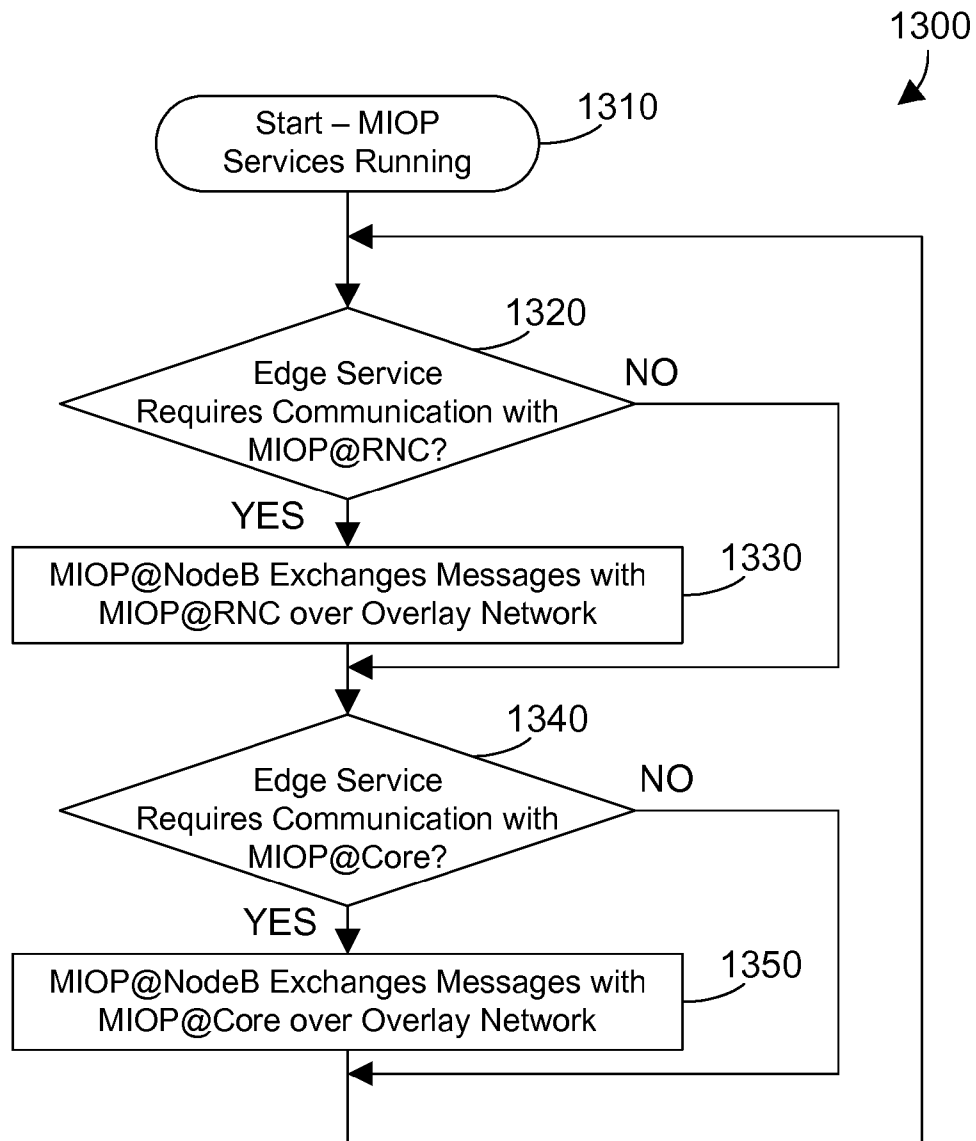 1300
Start – MIOP
Services Running
1310
1320
Edge Service
Requires Communication with
MIOP@RNC?
NO
YES
MIOP@NodeB Exchanges Messages with
MIOP@RNC over Overlay Network
1330
1340
Edge Service
Requires Communication with
MIOP@Core?
NO
YES
MIOP@NodeB Exchanges Messages with
MIOP@Core over Overlay Network
1350